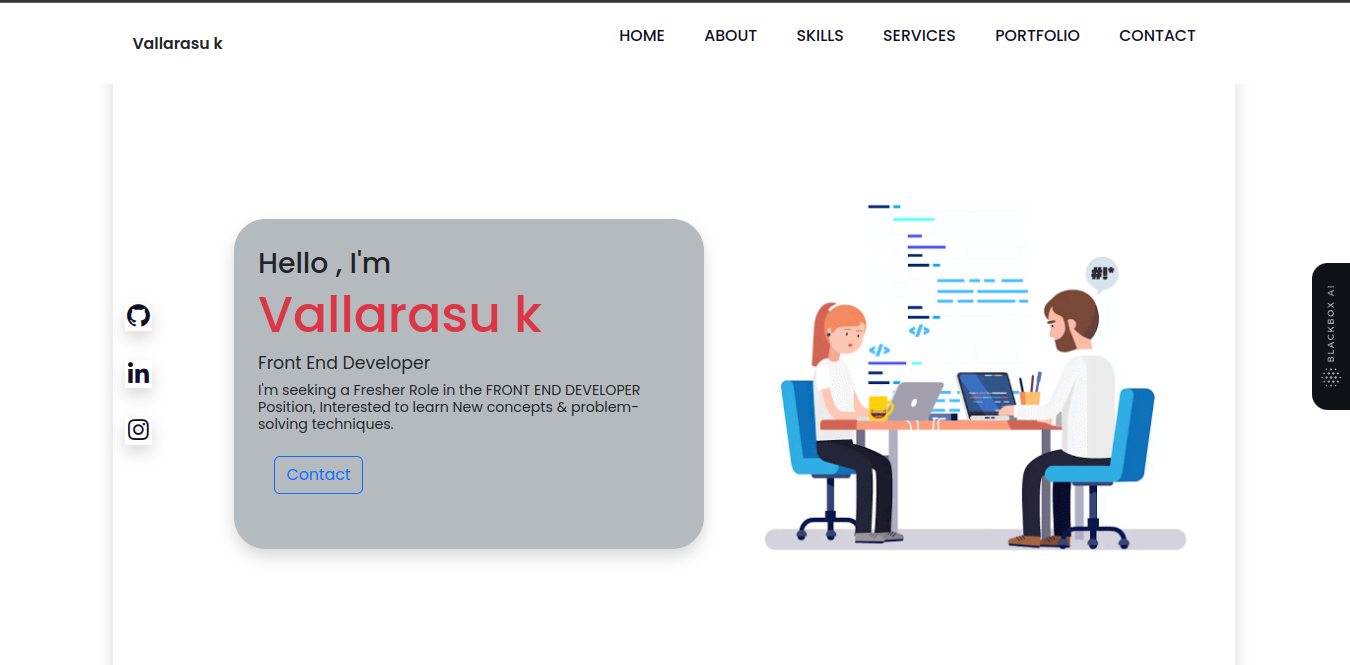 Vallarasu k
HOME ABOUT SKILLS SERVICES PORTFOLIO CONTACT
Hello , I'm
Vallarasu k
Front End Developer
I'm seeking a Fresher Role in the FRONT END DEVELOPER
Position, Interested to learn New concepts & problem-
solving techniques.
Contact
in
#!*
</>
</>
BLACKBOX AI